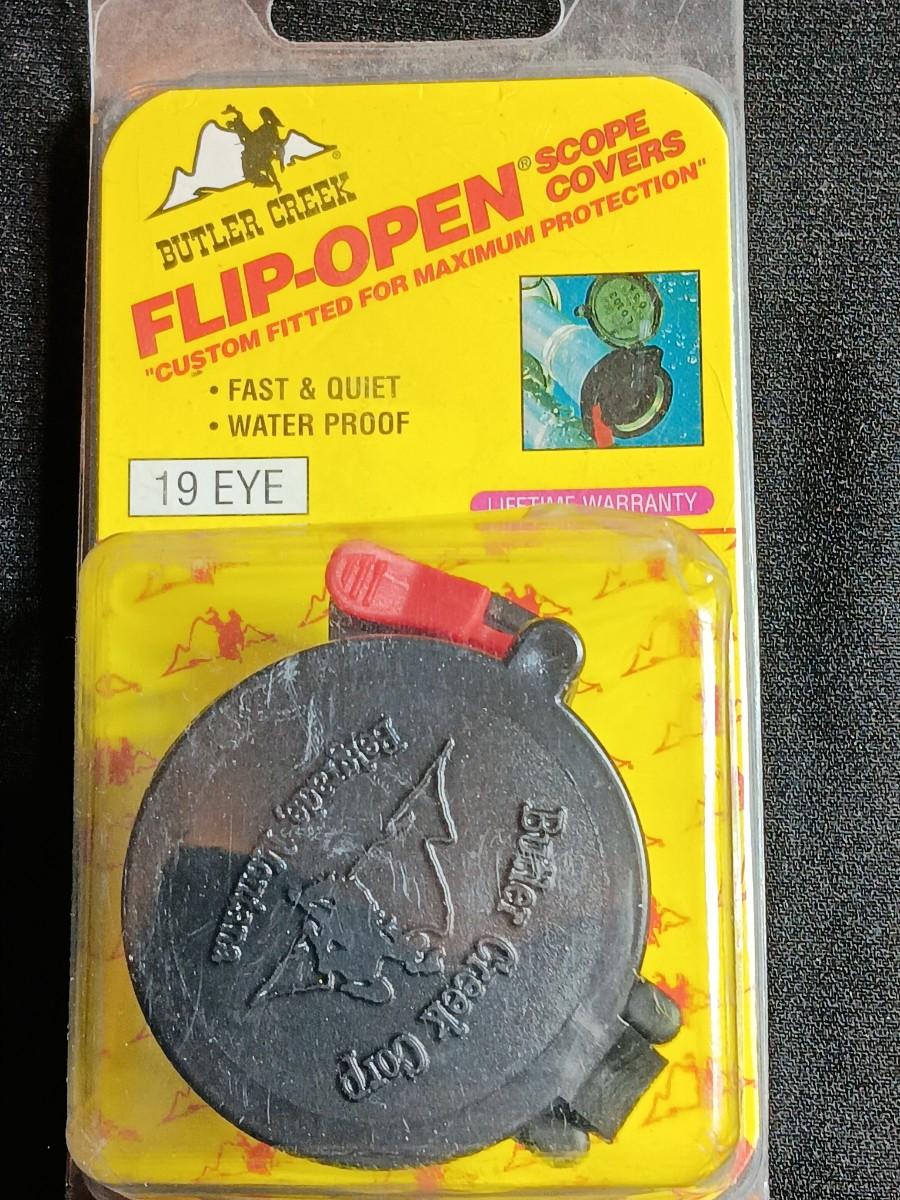 BUTLER CREEK®
FLIP-OPEN® SCOPE COVERS
"CUSTOM FITTED FOR MAXIMUM PROTECTION"
• FAST & QUIET
• WATER PROOF
19 EYE
LIFETIME WARRANTY
Belgrade, Montana
Butler Creek Corp